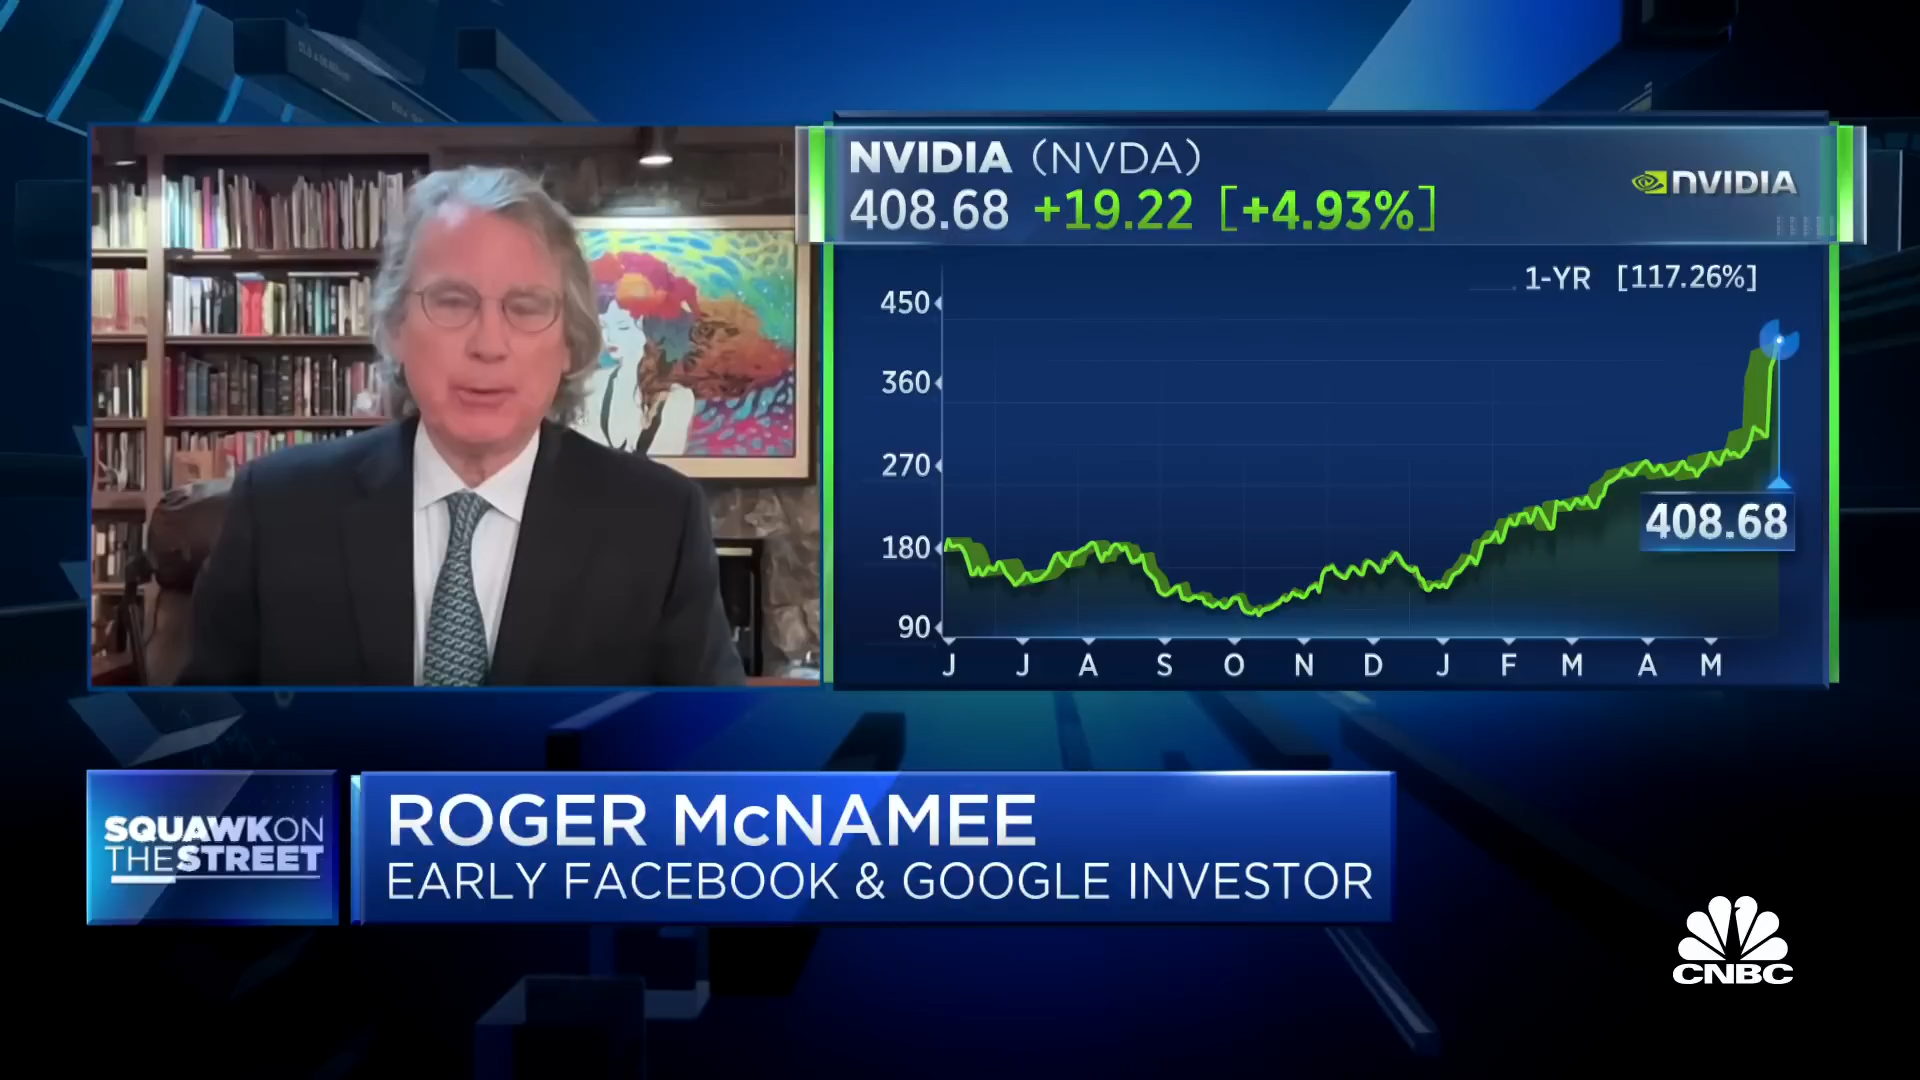 NVIDIA (NVDA)
408.68 +19.22 [+4.93%]
NVIDIA
1-YR [117.26%]
450
360
270
180
90
408.68
J J A S O N D J F M A M
SQUAWK ON
THE STREET
ROGER McNAMEE
EARLY FACEBOOK & GOOGLE INVESTOR
CNBC